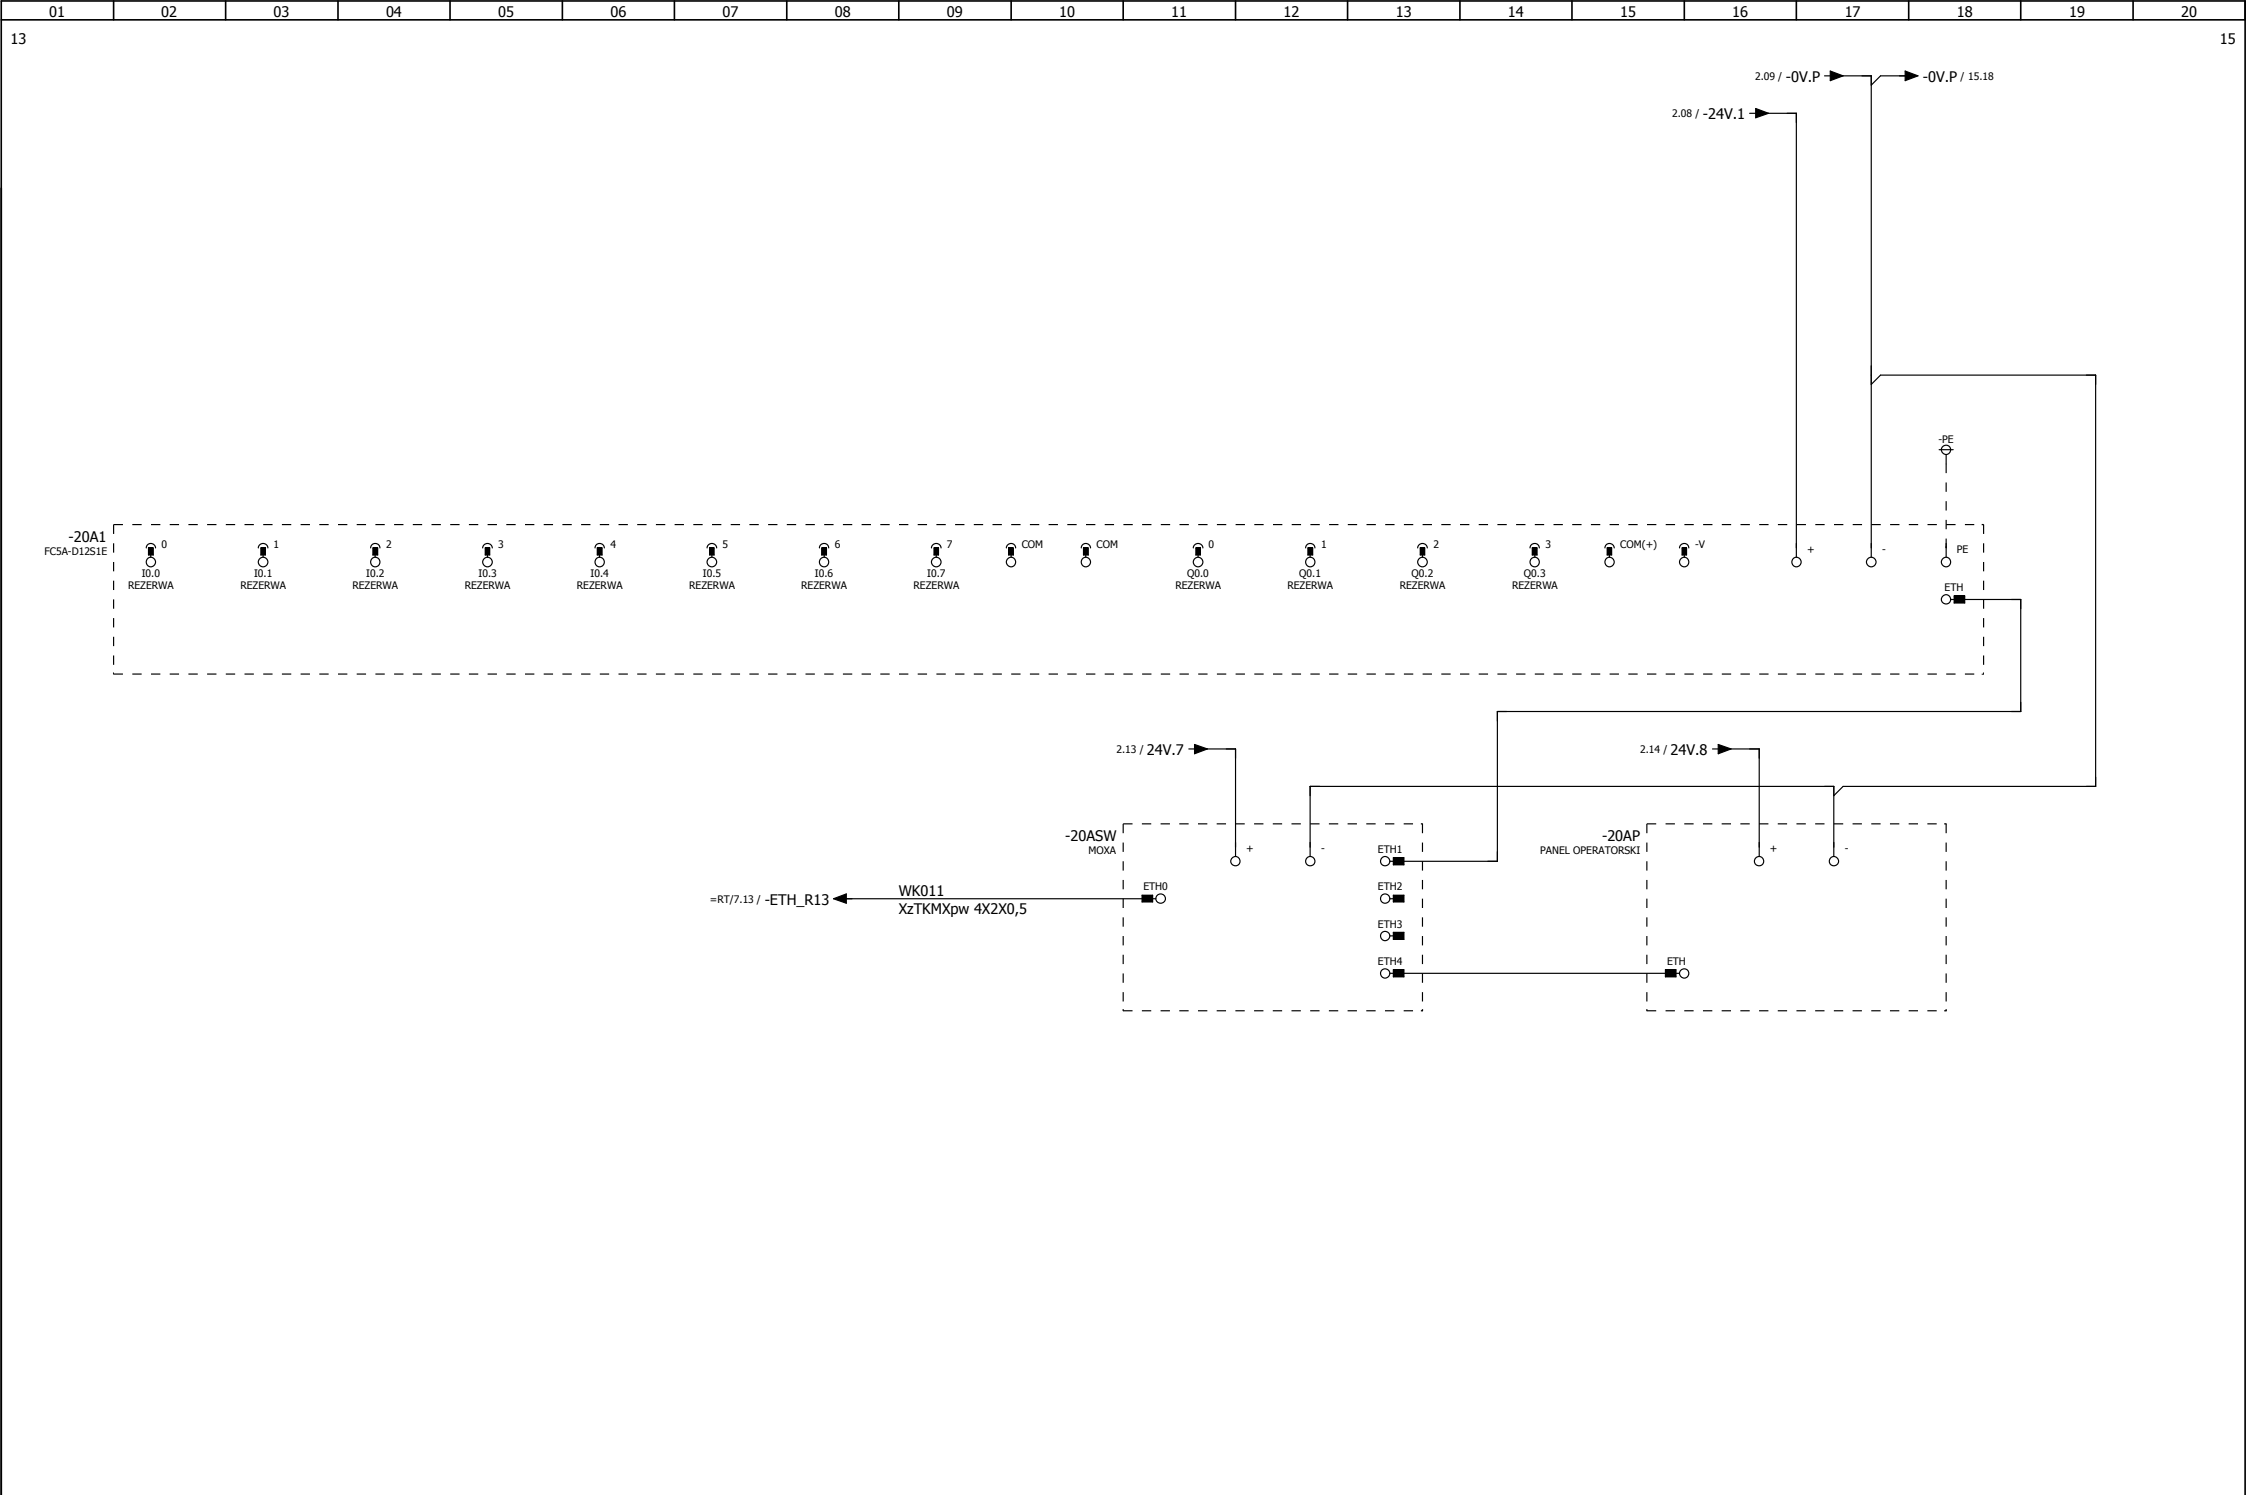 01 02 03 04 05 06 07 08 09 10 11 12 13 14 15 16 17 18 19 20
13 15
2.09 / -0V.P -0V.P / 15.18
2.08 / -24V.1
-PE
-20A1
FC5A-D12S1E
0 1 2 3 4 5 6 7 COM COM 0 1 2 3 COM(+) -V + - PE
I0.0 I0.1 I0.2 I0.3 I0.4 I0.5 I0.6 I0.7 Q0.0 Q0.1 Q0.2 Q0.3
REZERWA REZERWA REZERWA REZERWA REZERWA REZERWA REZERWA REZERWA REZERWA REZERWA REZERWA REZERWA
ETH
2.13 / 24V.7 2.14 / 24V.8
-20ASW
MOXA
+ -
ETH1
ETH0
ETH2
ETH3
ETH4
-20AP
PANEL OPERATORSKI
+ -
ETH
=RT/7.13 / -ETH_R13
WK011
XzTKMXpw 4X2X0,5